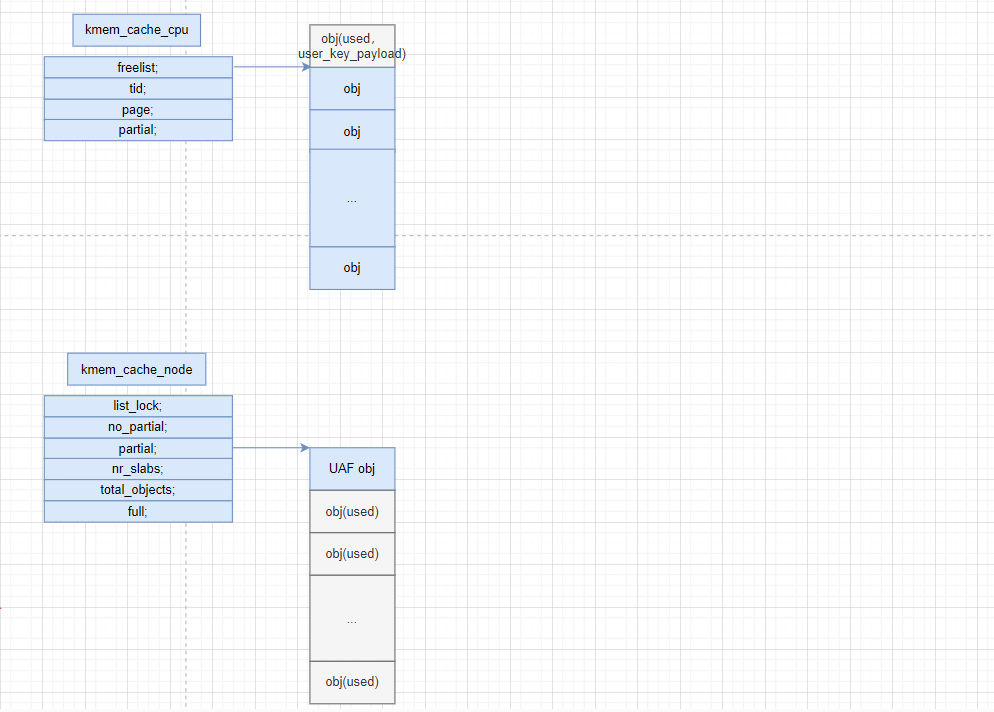 kmem_cache_cpu
freelist;
tid;
page;
partial;
obj(used,
user_key_payload)
obj
obj
...
obj
kmem_cache_node
list_lock;
no_partial;
partial;
nr_slabs;
total_objects;
full;
UAF obj
obj(used)
obj(used)
...
obj(used)